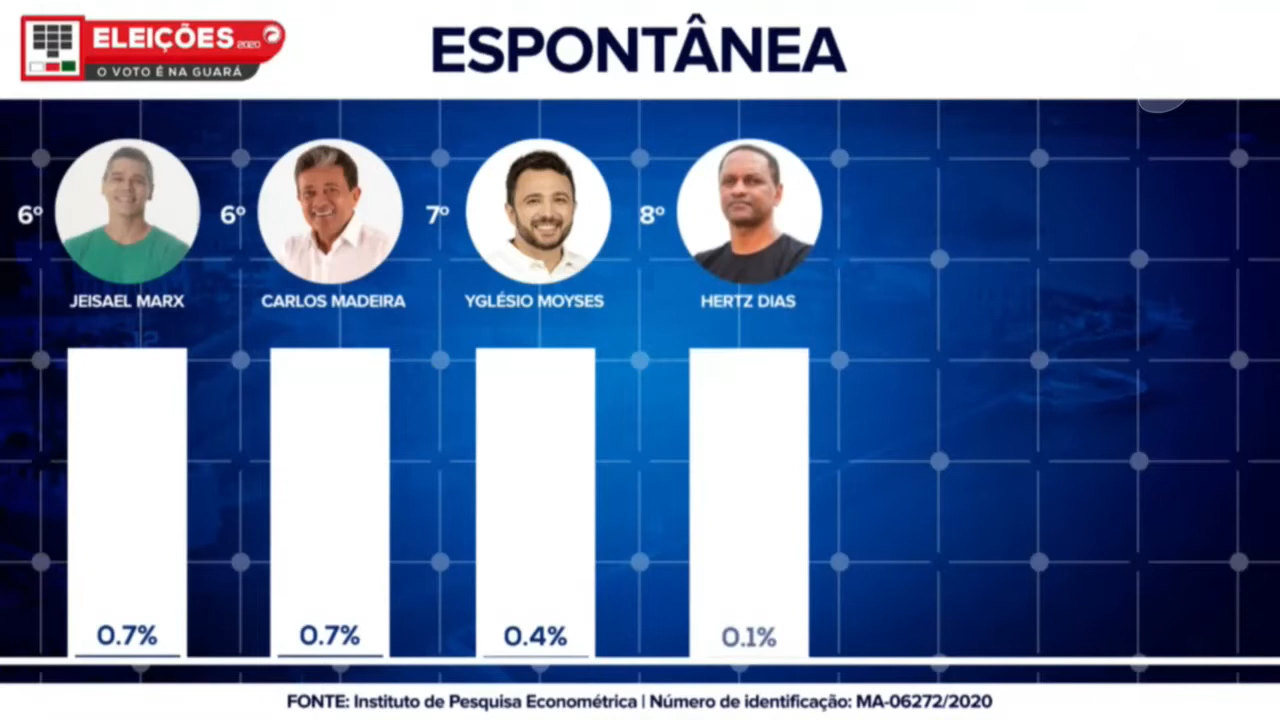 ELEIÇÕES 2020
O VOTO É NA GUARÁ
ESPONTÂNEA
6º
6º
7º
8º
JEISAEL MARX
CARLOS MADEIRA
YGLÉSIO MOYSES
HERTZ DIAS
0.7%
0.7%
0.4%
0.1%
FONTE: Instituto de Pesquisa Econométrica | Número de identificação: MA-06272/2020